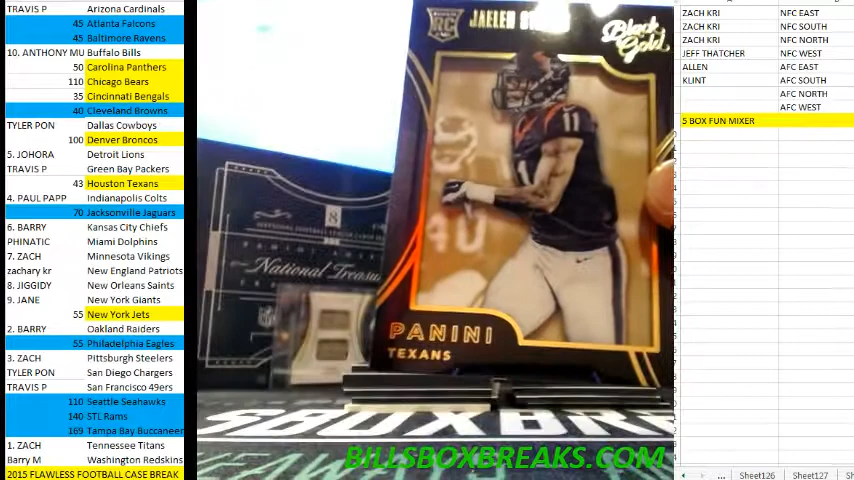 TRAVIS P Arizona Cardinals
45 Atlanta Falcons
45 Baltimore Ravens
10. ANTHONY MU Buffalo Bills
50 Carolina Panthers
110 Chicago Bears
35 Cincinnati Bengals
40 Cleveland Browns
TYLER PON Dallas Cowboys
100 Denver Broncos
5. JOHORA Detroit Lions
TRAVIS P Green Bay Packers
43 Houston Texans
4. PAUL PAPP Indianapolis Colts
70 Jacksonville Jaguars
6. BARRY Kansas City Chiefs
PHINATIC Miami Dolphins
7. ZACH Minnesota Vikings
zachary kr New England Patriots
8. JIGGIDY New Orleans Saints
9. JANE New York Giants
55 New York Jets
2. BARRY Oakland Raiders
55 Philadelphia Eagles
3. ZACH Pittsburgh Steelers
TYLER PON San Diego Chargers
TRAVIS P San Francisco 49ers
110 Seattle Seahawks
140 STL Rams
169 Tampa Bay Buccaneer
1. ZACH Tennessee Titans
Barry M Washington Redskins
2015 FLAWLESS FOOTBALL CASE BREAK
RC
JAELEN
Black Gold
11
40
PANINI
TEXANS
8
National Treasu
BILLSBOXBREAKS.COM
ZACH KRI NFC EAST
ZACH KRI NFC SOUTH
ZACH KRI NFC NORTH
JEFF THATCHER NFC WEST
ALLEN AFC EAST
KLINT AFC SOUTH
AFC NORTH
AFC WEST
5 BOX FUN MIXER
... Sheet126 Sheet127 Sh